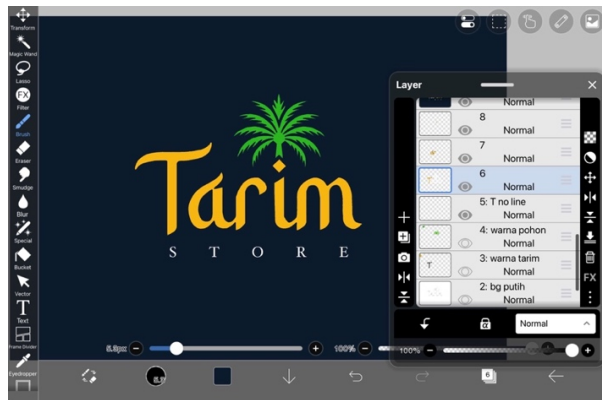 Transform
Magic Wand
Lasso
FX
Filter
Brush
Eraser
Smudge
Blur
Special
Bucket
Vector
T
Text
Frame Divider
Eyedropper
Tarim
STORE
Layer
Normal
8
Normal
7
Normal
6
Normal
5: T no line
Normal
4: warna pohon
Normal
3: warna tarim
Normal
2: bg putih
Normal
FX
Normal
100%
100%
6